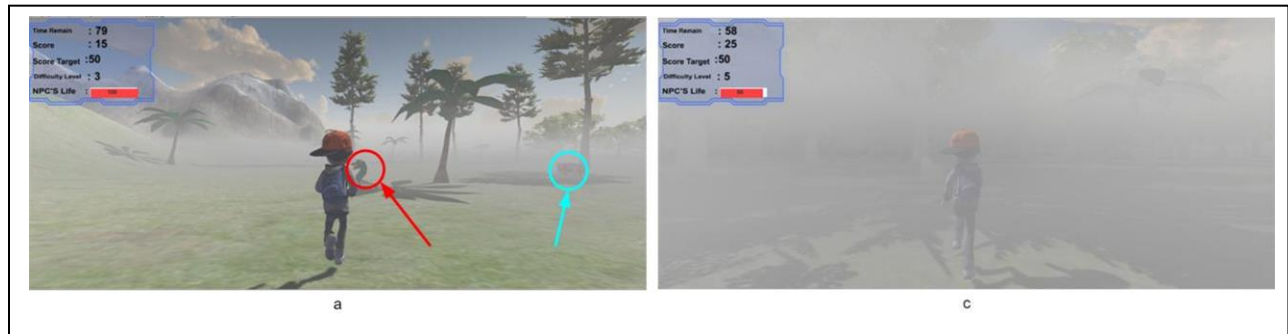 Time Remain : 79
Score : 15
Score Target :50
Difficulty Level : 3
NPC'S Life :
Time Remain : 58
Score : 25
Score Target :50
Difficulty Level : 5
NPC'S Life :
a
c